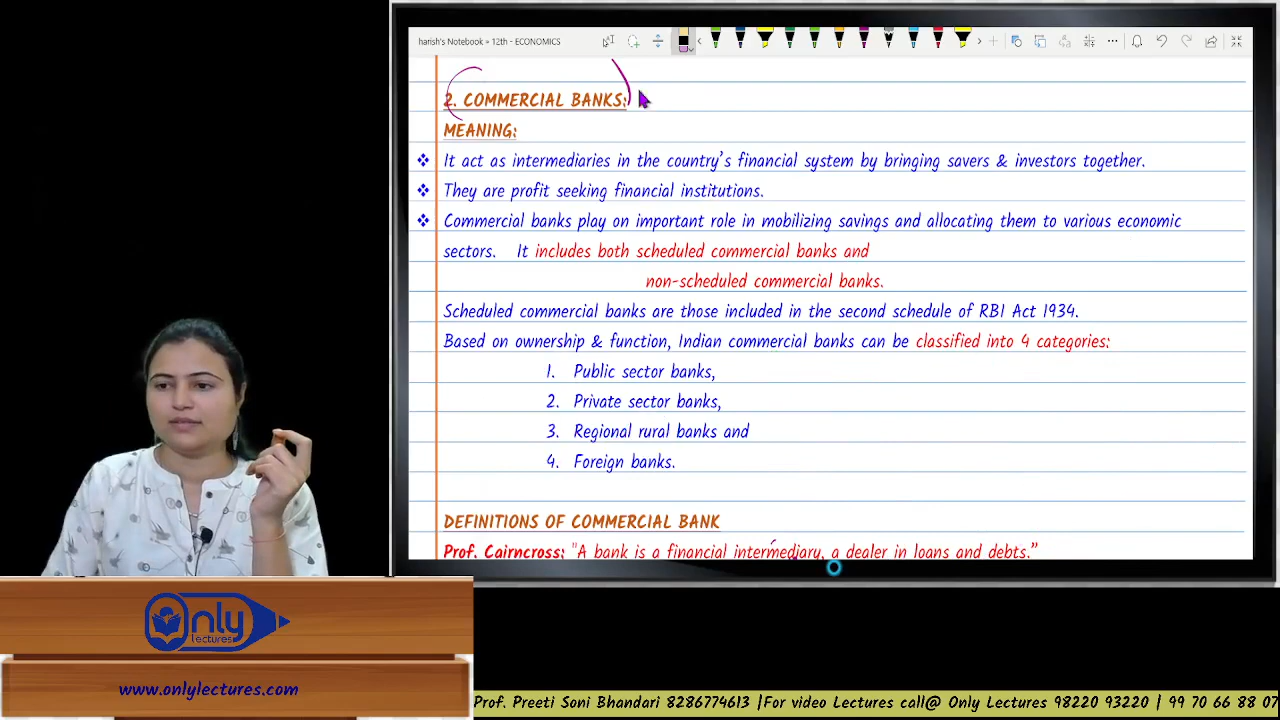 harish's Notebook » 12th - ECONOMICS
2. COMMERCIAL BANKS:
MEANING:
❖ It act as intermediaries in the country's financial system by bringing savers & investors together.
❖ They are profit seeking financial institutions.
❖ Commercial banks play on important role in mobilizing savings and allocating them to various economic
sectors. It includes both scheduled commercial banks and
non-scheduled commercial banks.
Scheduled commercial banks are those included in the second schedule of RBI Act 1934.
Based on ownership & function, Indian commercial banks can be classified into 4 categories:
1. Public sector banks,
2. Private sector banks,
3. Regional rural banks and
4. Foreign banks.
DEFINITIONS OF COMMERCIAL BANK
Prof. Cairncross: "A bank is a financial intermediary, a dealer in loans and debts."
Only
lectures
www.onlylectures.com
Prof. Preeti Soni Bhandari 8286774613 |For video Lectures call@ Only Lectures 98220 93220 | 99 70 66 88 07